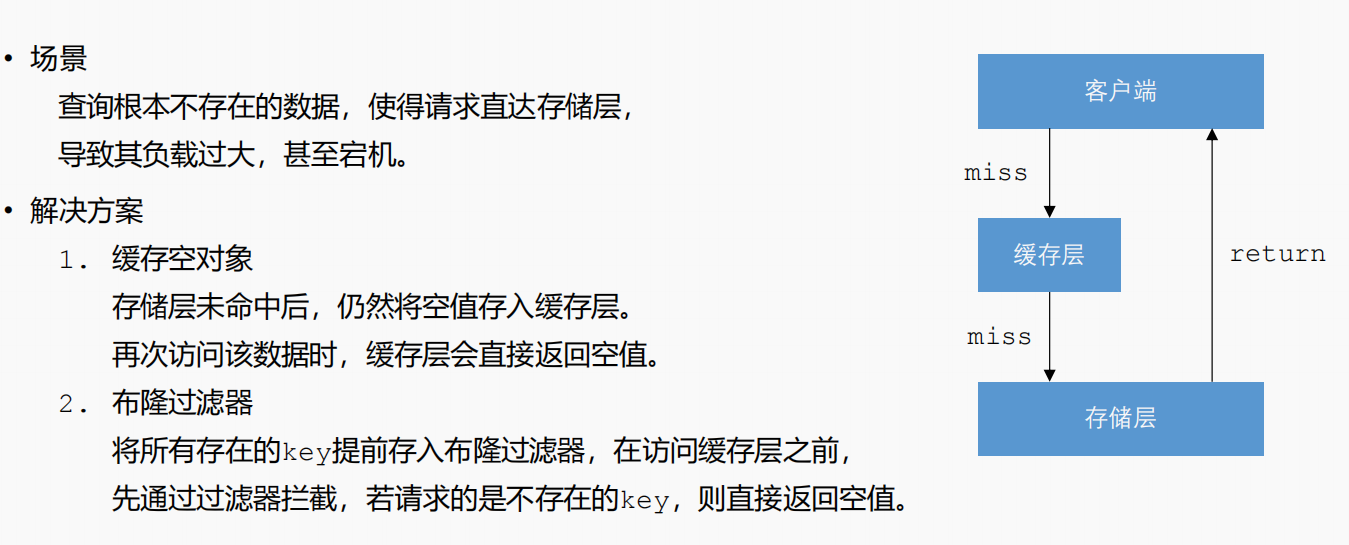 • 场景
查询根本不存在的数据，使得请求直达存储层，
导致其负载过大，甚至宕机。
• 解决方案
1. 缓存空对象
存储层未命中后，仍然将空值存入缓存层。
再次访问该数据时，缓存层会直接返回空值。
2. 布隆过滤器
将所有存在的key提前存入布隆过滤器，在访问缓存层之前，
先通过过滤器拦截，若请求的是不存在的key，则直接返回空值。
客户端
miss
缓存层
return
miss
存储层